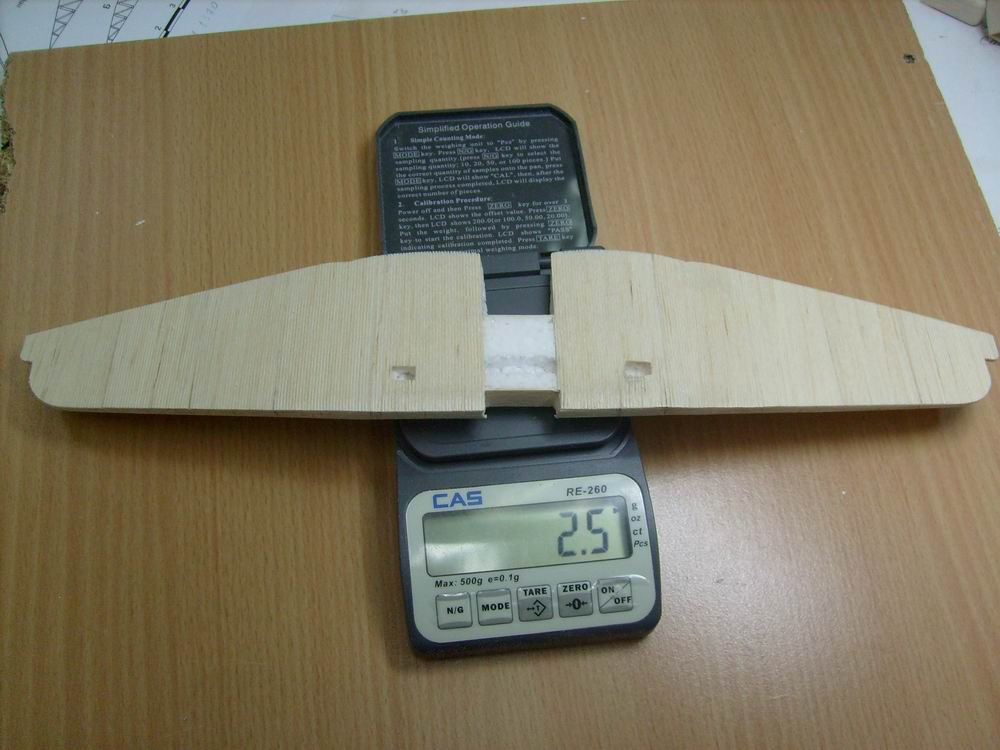 Simplified Operation Guide
1. Simple Counting Mode:
Switch the weighing unit to "Pcs" by pressing
MODE key. Press N/G key, LCD will show the
sampling quantity.(press N/G key to select the
sampling quantity: 10, 20, 50, or 100 pieces.) Put
the correct quantity of samples onto the pan, press
MODE key, LCD will show "CAL", then, after the
sampling process completed, LCD will display the
correct number of pieces.
2. Calibration Procedure:
Power off and then Press ZERO key for over 3
seconds. LCD shows the offset value. Press ZERO
key, then LCD shows 200.0(or 100.0, 50.00, 20.00).
Put the weight, followed by pressing ZERO
key to start the calibration. LCD shows "PASS"
indicating calibration completed. Press TARE key
weighing mode.
CAS
RE-260
2.5
g
oz
ct
Pcs
Max: 500g e=0.1g
N/G
MODE
TARE
ZERO
→0←
ON
OFF